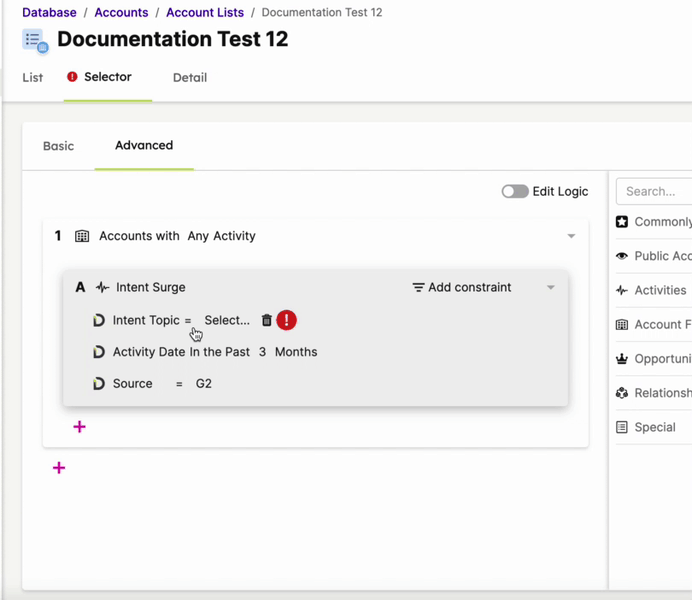 Database / Accounts / Account Lists / Documentation Test 12
Documentation Test 12
List Selector Detail
Basic Advanced
Edit Logic
Search...
1 Accounts with Any Activity
Commonly
Public Acc
A Intent Surge Add constraint
Activities
Intent Topic = Select...
Account F
Activity Date In the Past 3 Months
Opportuni
Source = G2
Relationsh
Special